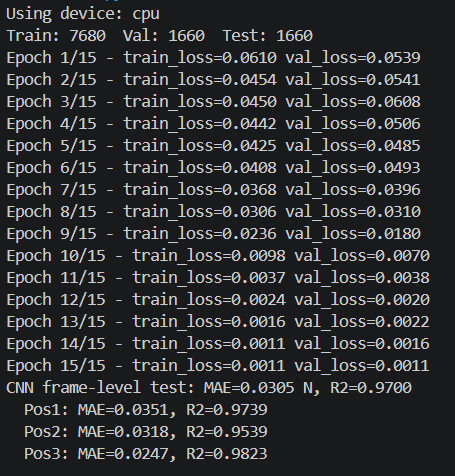 Using device: cpu
Train: 7680  Val: 1660  Test: 1660
Epoch 1/15 - train_loss=0.0610 val_loss=0.0539
Epoch 2/15 - train_loss=0.0454 val_loss=0.0541
Epoch 3/15 - train_loss=0.0450 val_loss=0.0608
Epoch 4/15 - train_loss=0.0442 val_loss=0.0506
Epoch 5/15 - train_loss=0.0425 val_loss=0.0485
Epoch 6/15 - train_loss=0.0408 val_loss=0.0493
Epoch 7/15 - train_loss=0.0368 val_loss=0.0396
Epoch 8/15 - train_loss=0.0306 val_loss=0.0310
Epoch 9/15 - train_loss=0.0236 val_loss=0.0180
Epoch 10/15 - train_loss=0.0098 val_loss=0.0070
Epoch 11/15 - train_loss=0.0037 val_loss=0.0038
Epoch 12/15 - train_loss=0.0024 val_loss=0.0020
Epoch 13/15 - train_loss=0.0016 val_loss=0.0022
Epoch 14/15 - train_loss=0.0011 val_loss=0.0016
Epoch 15/15 - train_loss=0.0011 val_loss=0.0011
CNN frame-level test: MAE=0.0305 N, R2=0.9700
  Pos1: MAE=0.0351, R2=0.9739
  Pos2: MAE=0.0318, R2=0.9539
  Pos3: MAE=0.0247, R2=0.9823